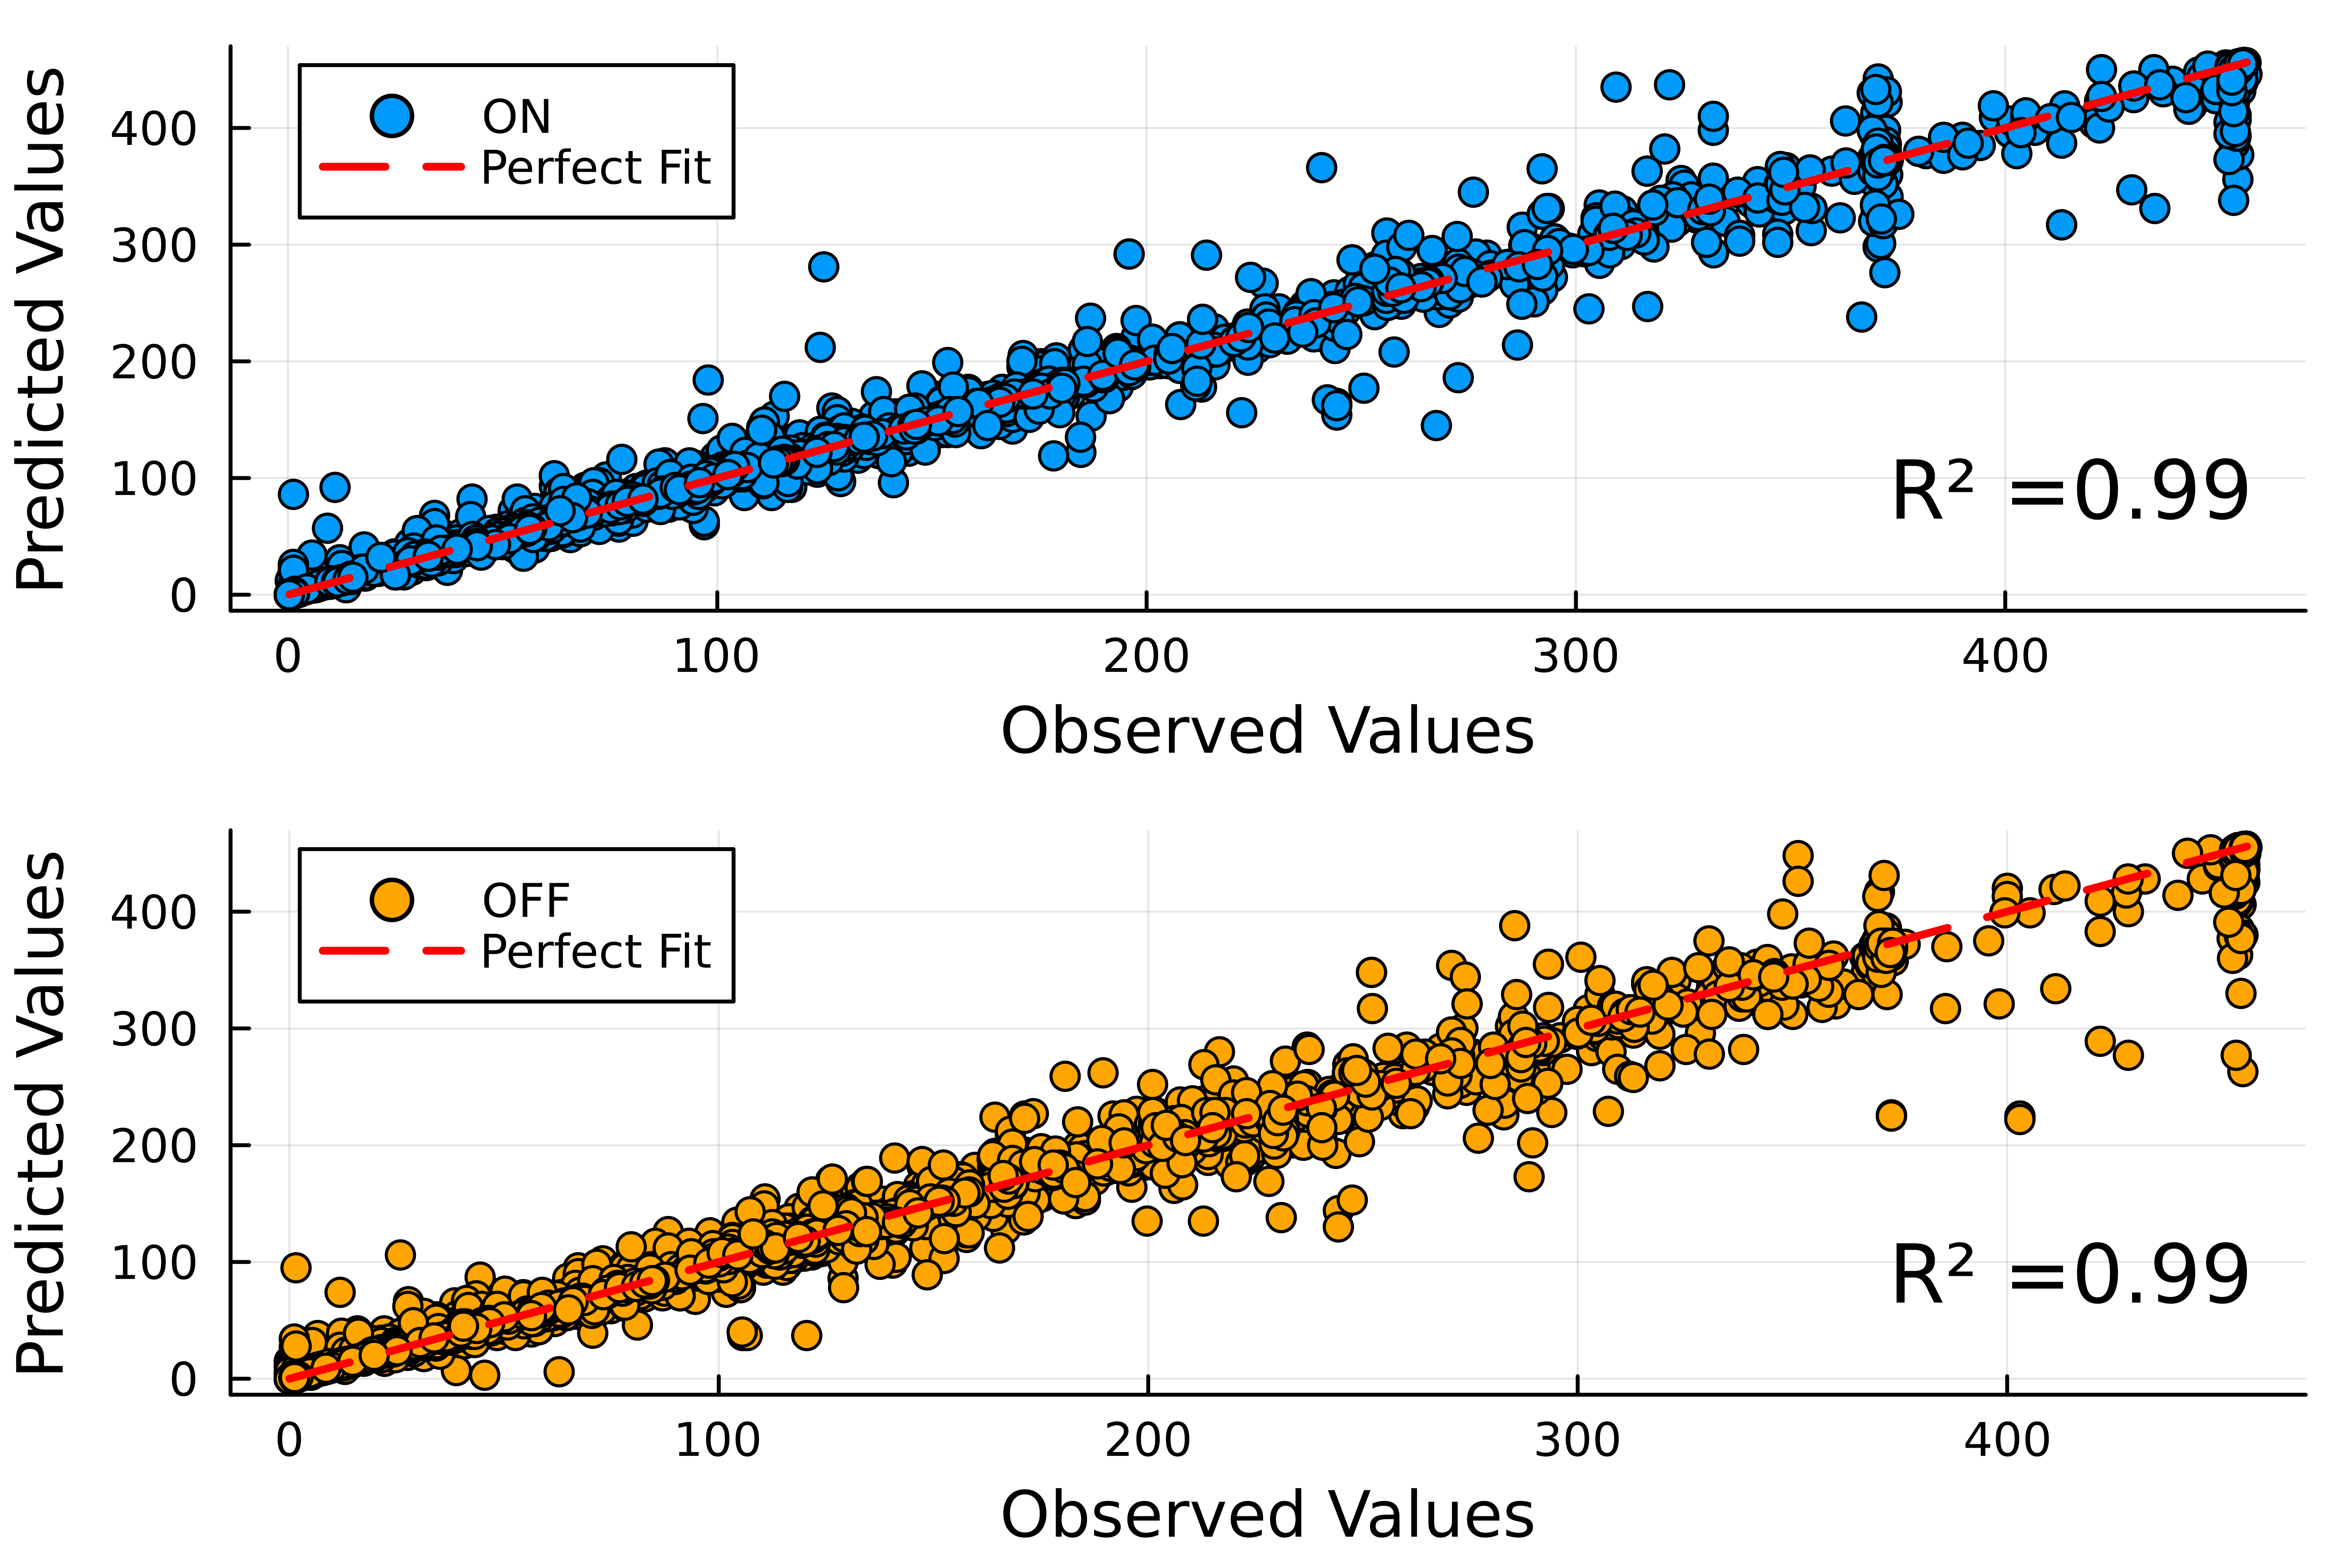 Predicted Values
400
300
200
100
0
ON
Perfect Fit
R² =0.99
0 100 200 300 400
Observed Values
Predicted Values
400
300
200
100
0
OFF
Perfect Fit
R² =0.99
0 100 200 300 400
Observed Values